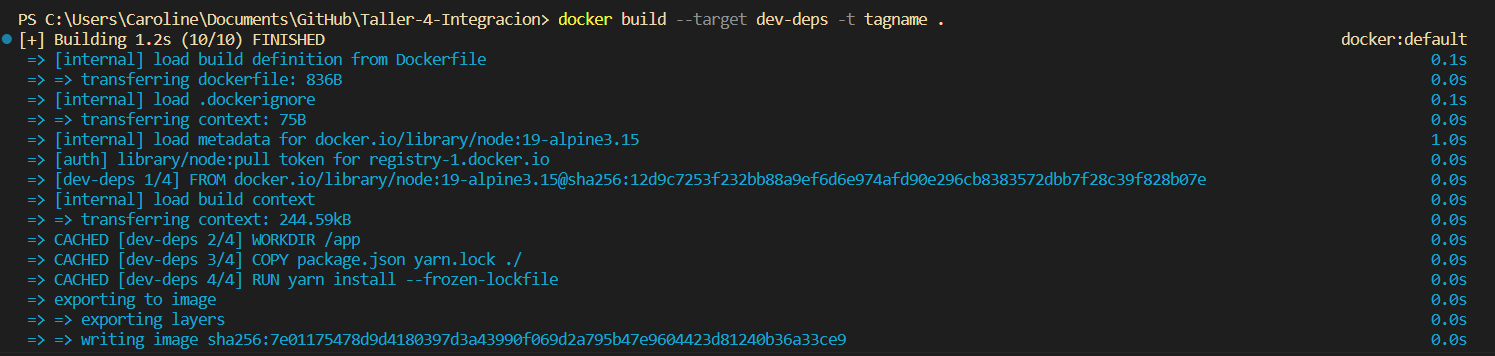 PS C:\Users\Caroline\Documents\GitHub\Taller-4-Integracion> docker build --target dev-deps -t tagname .
[+] Building 1.2s (10/10) FINISHED docker:default
=> [internal] load build definition from Dockerfile 0.1s
=> => transferring dockerfile: 836B 0.0s
=> [internal] load .dockerignore 0.1s
=> => transferring context: 75B 0.0s
=> [internal] load metadata for docker.io/library/node:19-alpine3.15 1.0s
=> [auth] library/node:pull token for registry-1.docker.io 0.0s
=> [dev-deps 1/4] FROM docker.io/library/node:19-alpine3.15@sha256:12d9c7253f232bb88a9ef6d6e974afd90e296cb8383572dbb7f28c39f828b07e 0.0s
=> [internal] load build context 0.0s
=> => transferring context: 244.59kB 0.0s
=> CACHED [dev-deps 2/4] WORKDIR /app 0.0s
=> CACHED [dev-deps 3/4] COPY package.json yarn.lock ./ 0.0s
=> CACHED [dev-deps 4/4] RUN yarn install --frozen-lockfile 0.0s
=> exporting to image 0.0s
=> => exporting layers 0.0s
=> => writing image sha256:7e01175478d9d4180397d3a43990f069d2a795b47e9604423d81240b36a33ce9 0.0s